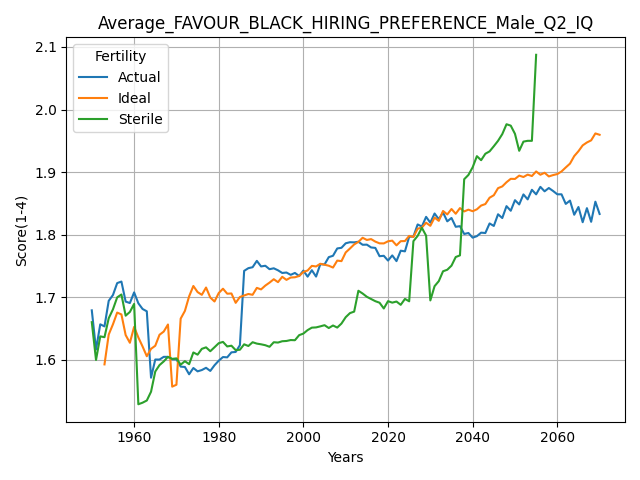 Average_FAVOUR_BLACK_HIRING_PREFERENCE_Male_Q2_IQ
Fertility
Actual
Ideal
Sterile
Score(1-4)
2.1
2.0
1.9
1.8
1.7
1.6
1960 1980 2000 2020 2040 2060
Years